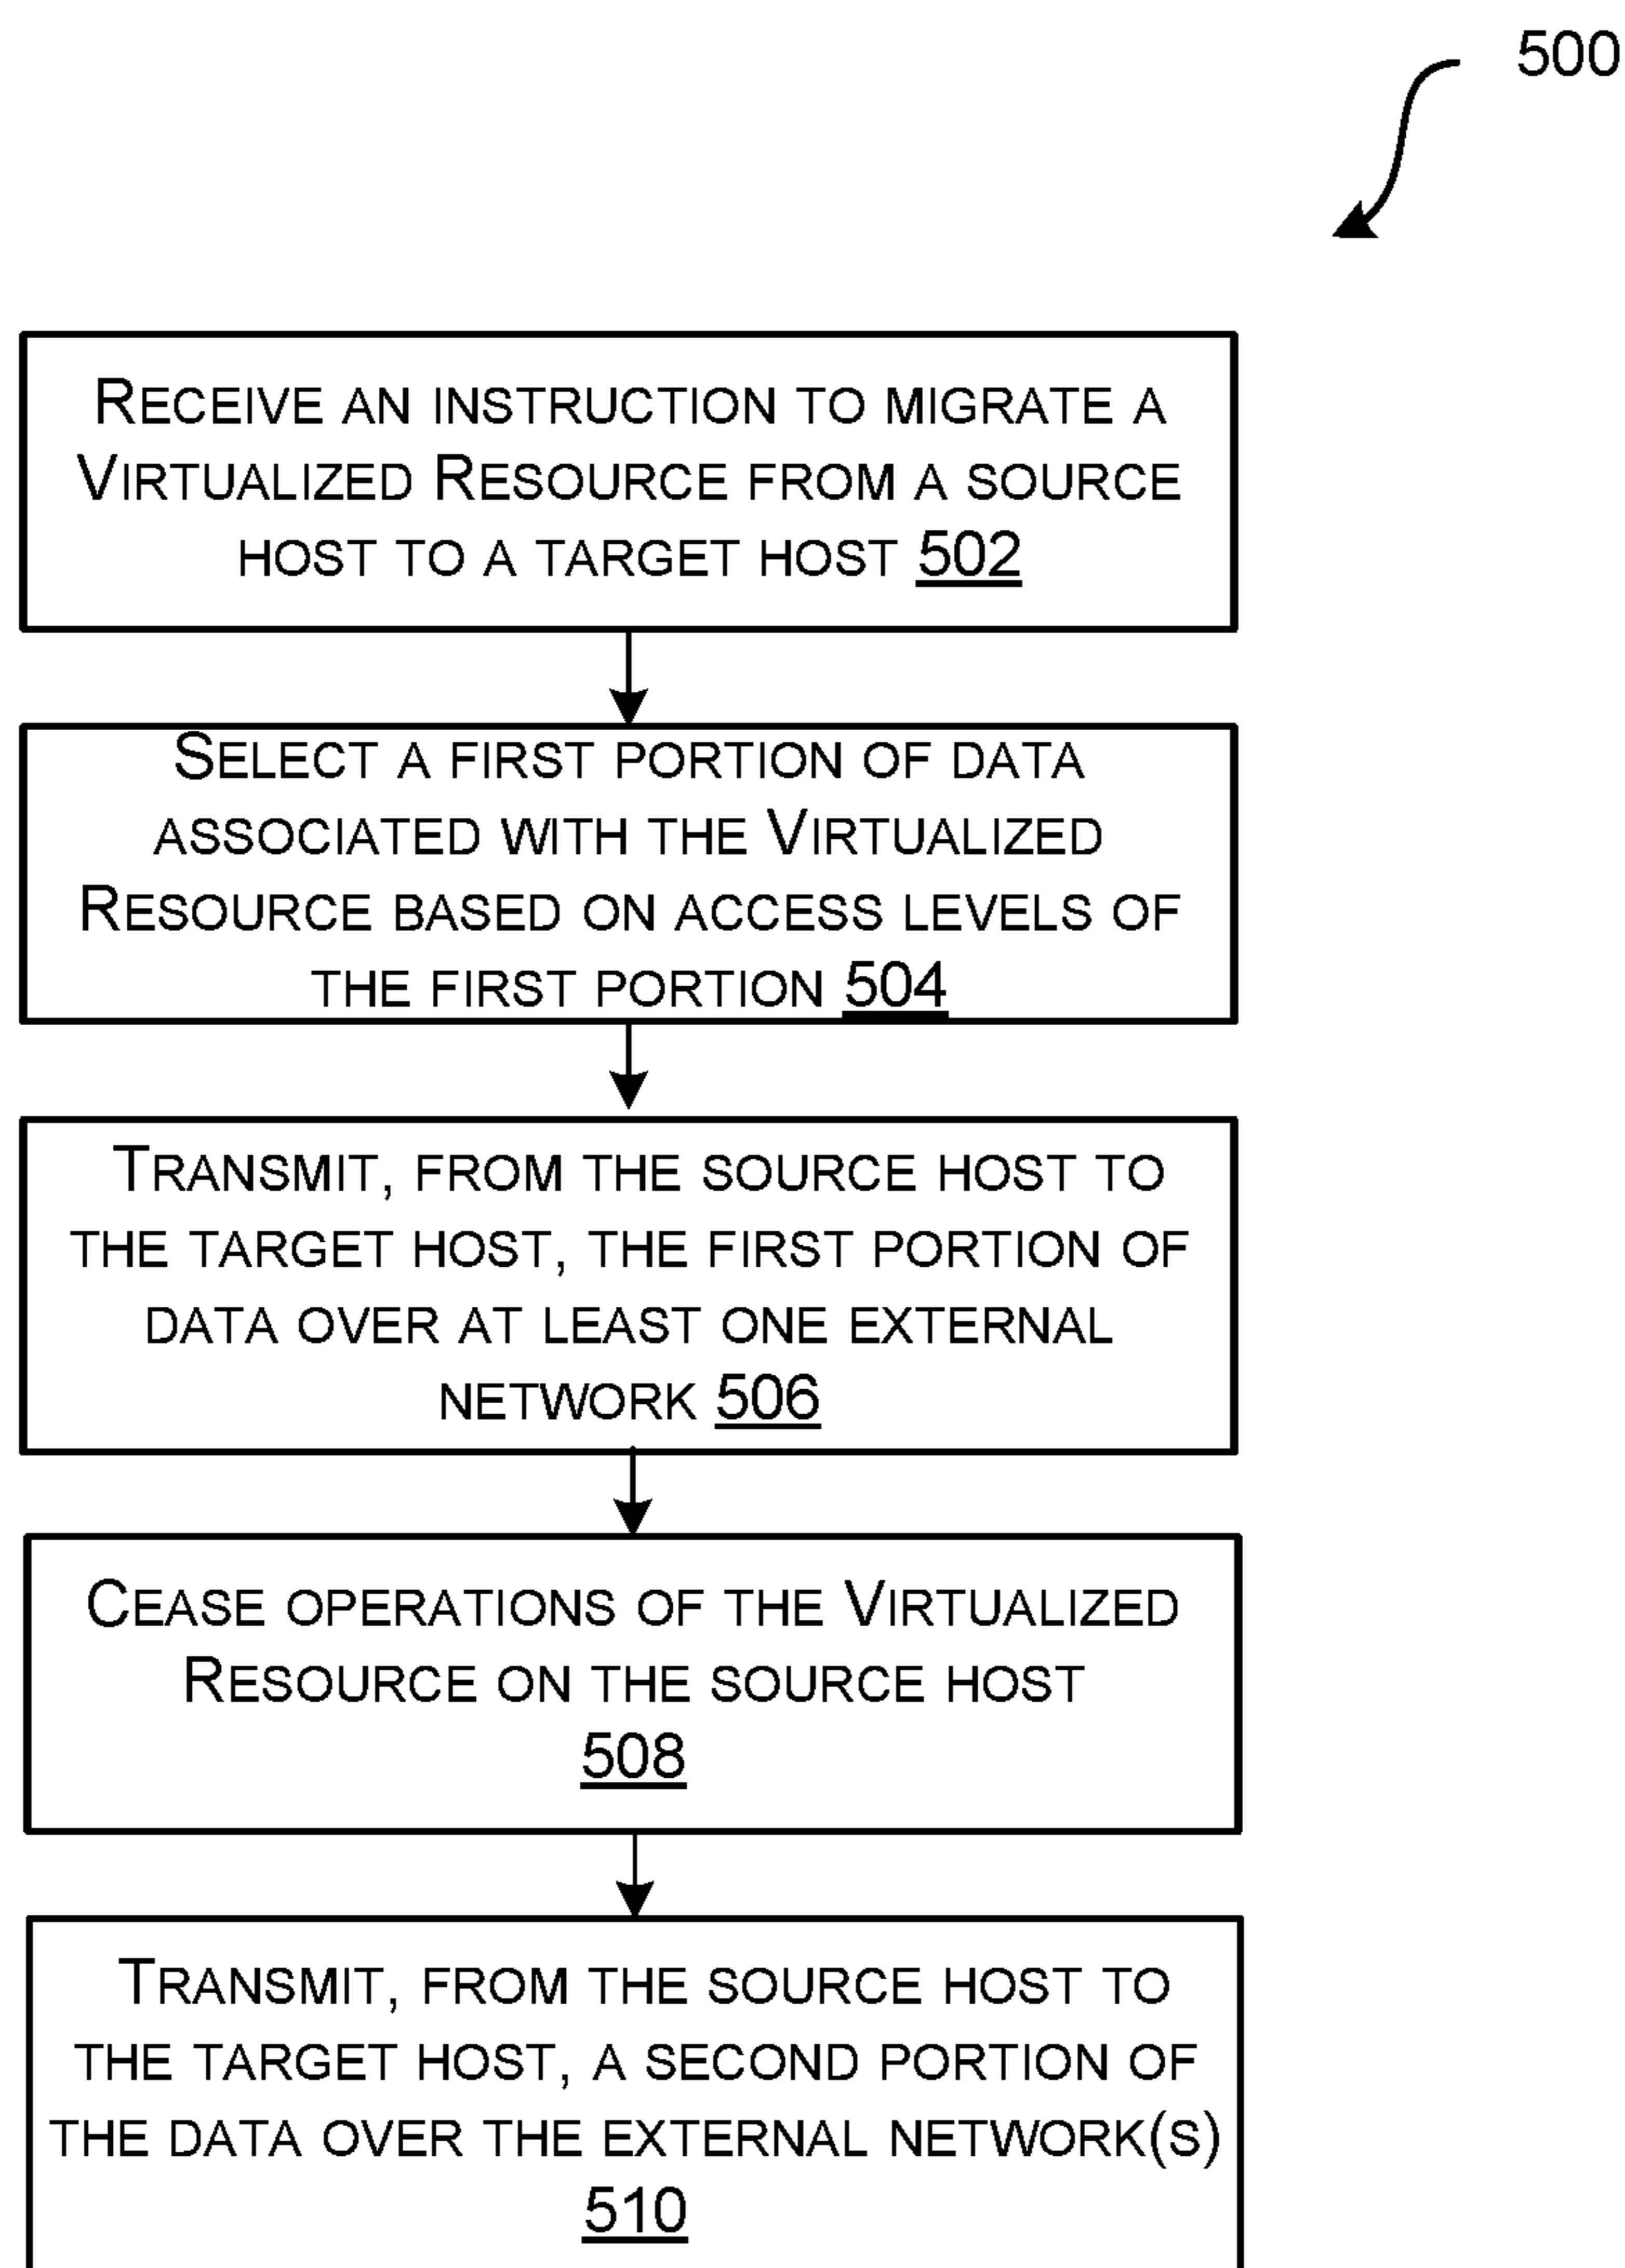 500
RECEIVE AN INSTRUCTION TO MIGRATE A
VIRTUALIZED RESOURCE FROM A SOURCE
HOST TO A TARGET HOST 502
SELECT A FIRST PORTION OF DATA
ASSOCIATED WITH THE VIRTUALIZED
RESOURCE BASED ON ACCESS LEVELS OF
THE FIRST PORTION 504
TRANSMIT, FROM THE SOURCE HOST TO
THE TARGET HOST, THE FIRST PORTION OF
DATA OVER AT LEAST ONE EXTERNAL
NETWORK 506
CEASE OPERATIONS OF THE VIRTUALIZED
RESOURCE ON THE SOURCE HOST
508
TRANSMIT, FROM THE SOURCE HOST TO
THE TARGET HOST, A SECOND PORTION OF
THE DATA OVER THE EXTERNAL NETWORK(S)
510